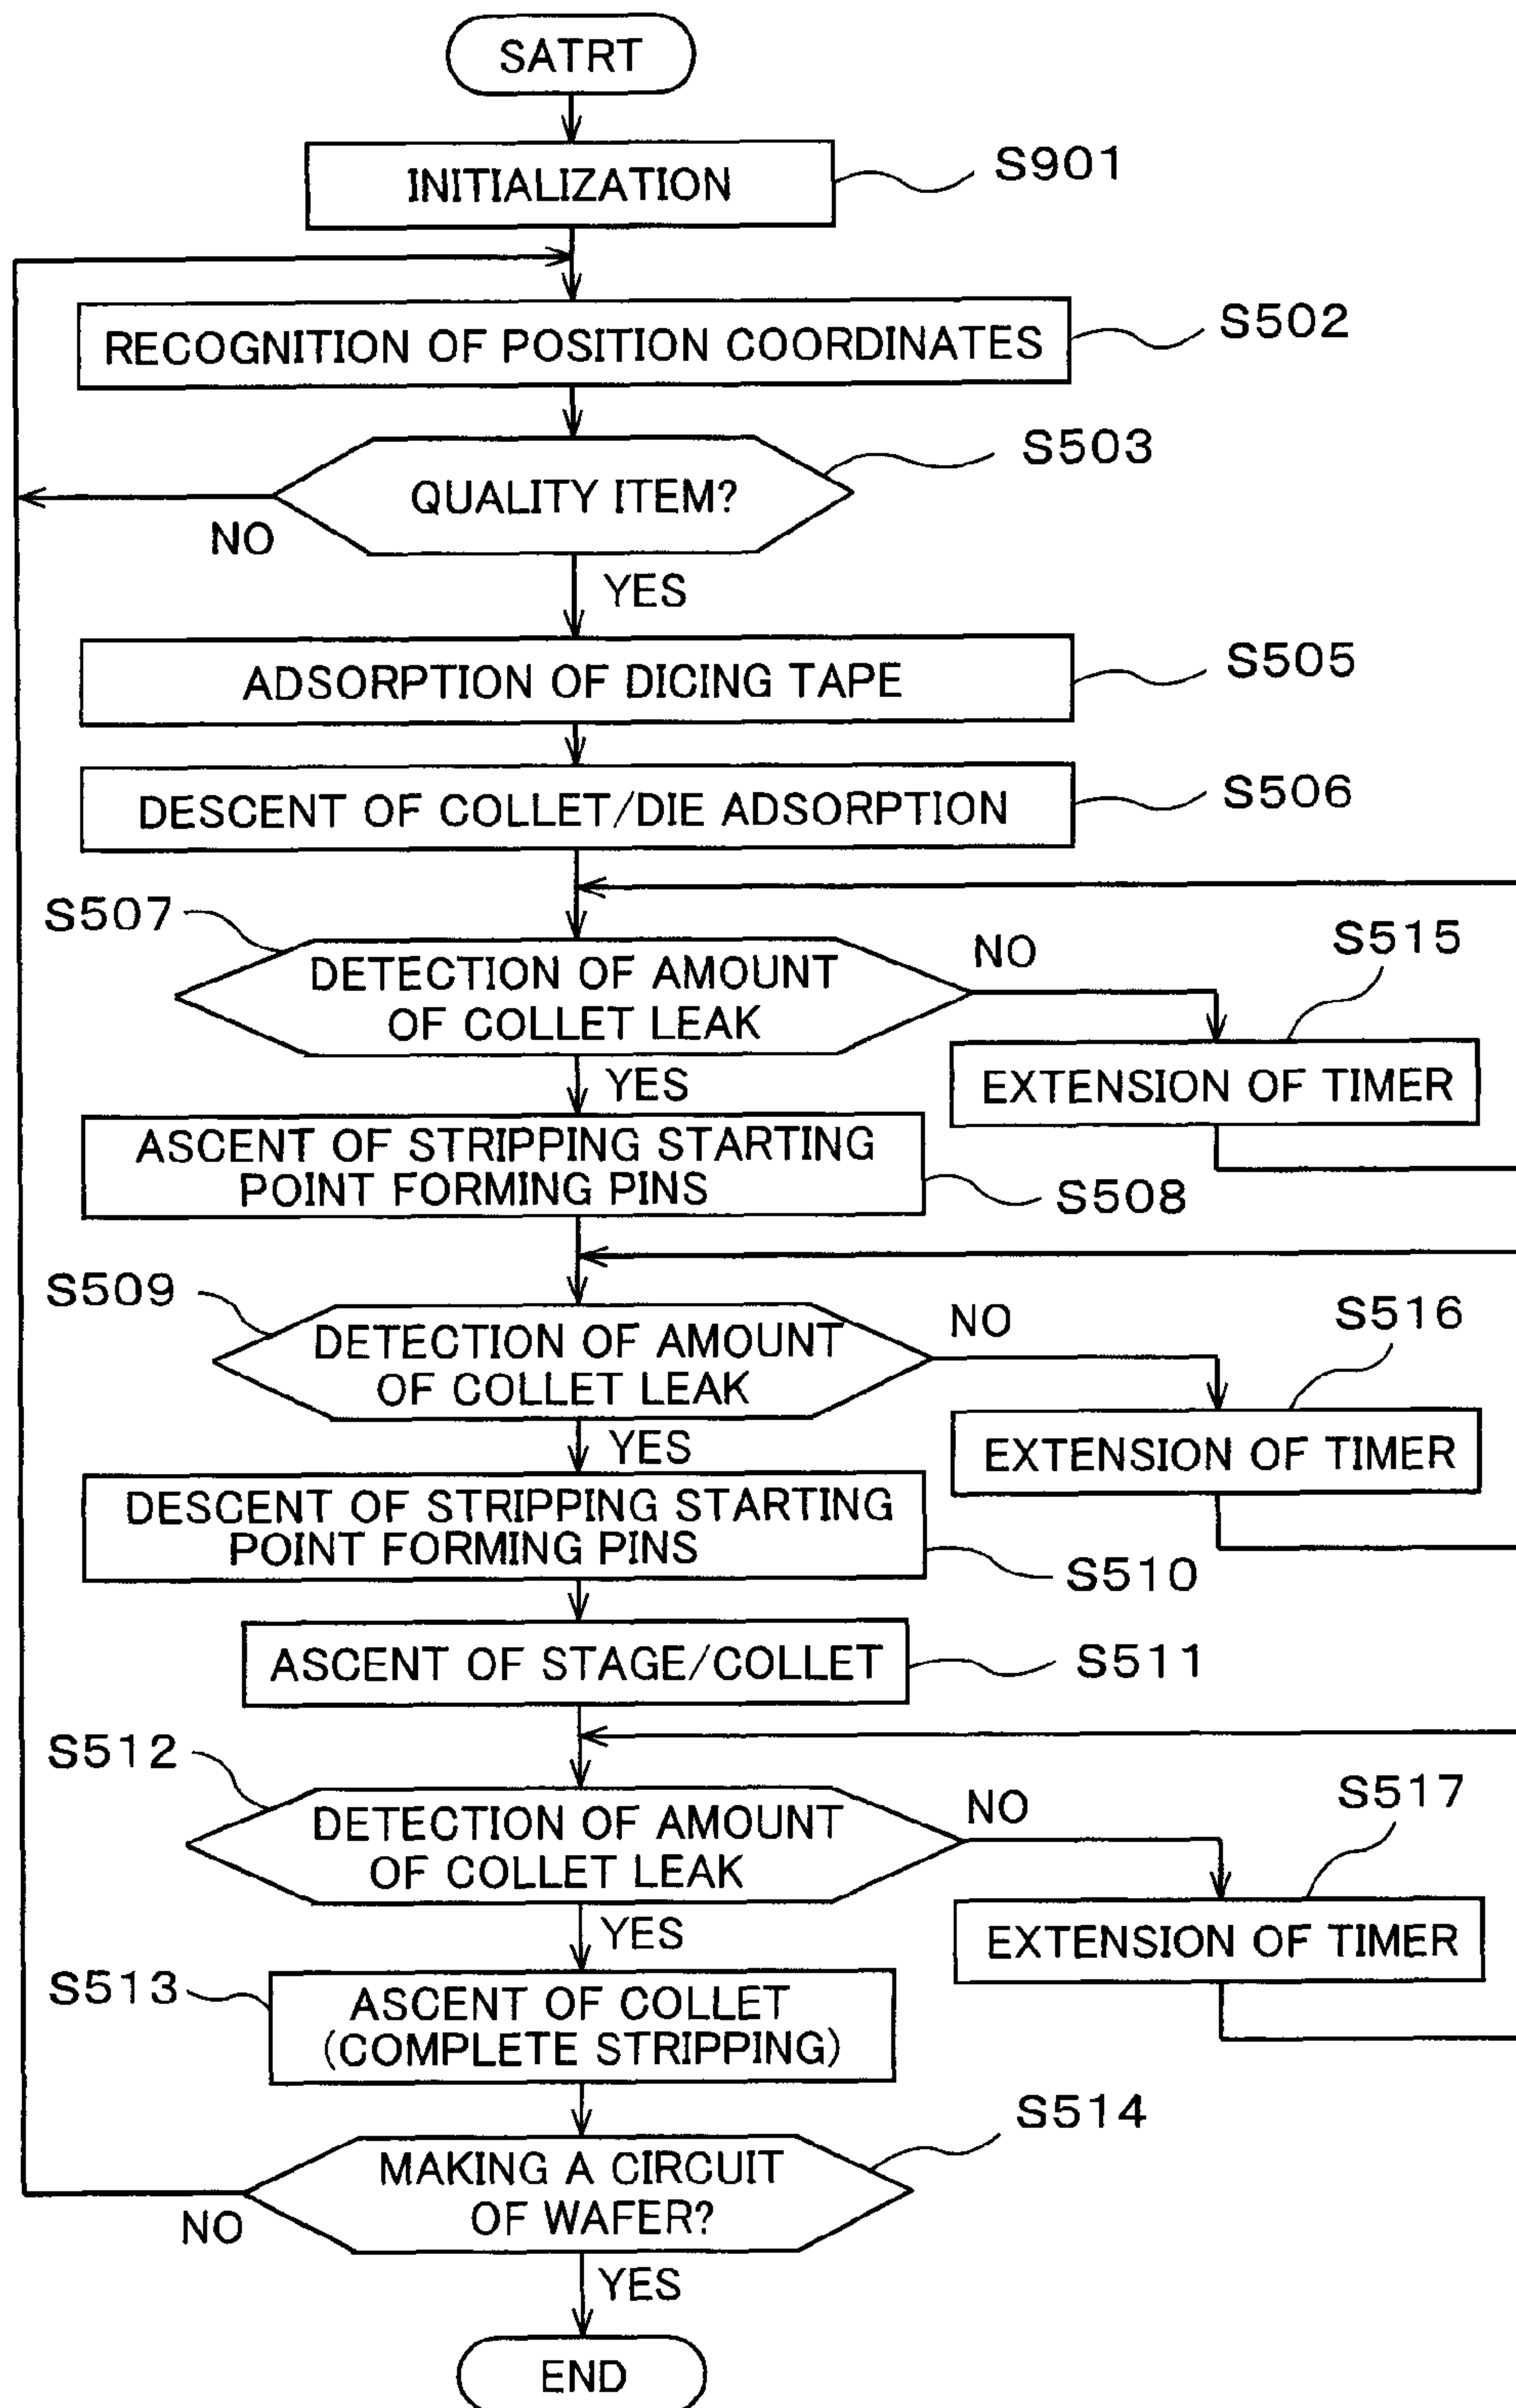 SATRT
INITIALIZATION
S901
RECOGNITION OF POSITION COORDINATES
S502
QUALITY ITEM?
S503
NO
YES
ADSORPTION OF DICING TAPE
S505
DESCENT OF COLLET/DIE ADSORPTION
S506
S507
DETECTION OF AMOUNT
OF COLLET LEAK
NO
S515
EXTENSION OF TIMER
YES
ASCENT OF STRIPPING STARTING
POINT FORMING PINS
S508
S509
DETECTION OF AMOUNT
OF COLLET LEAK
NO
S516
EXTENSION OF TIMER
YES
DESCENT OF STRIPPING STARTING
POINT FORMING PINS
S510
ASCENT OF STAGE/COLLET
S511
S512
DETECTION OF AMOUNT
OF COLLET LEAK
NO
S517
EXTENSION OF TIMER
YES
S513
ASCENT OF COLLET
(COMPLETE STRIPPING)
S514
MAKING A CIRCUIT
OF WAFER?
NO
YES
END